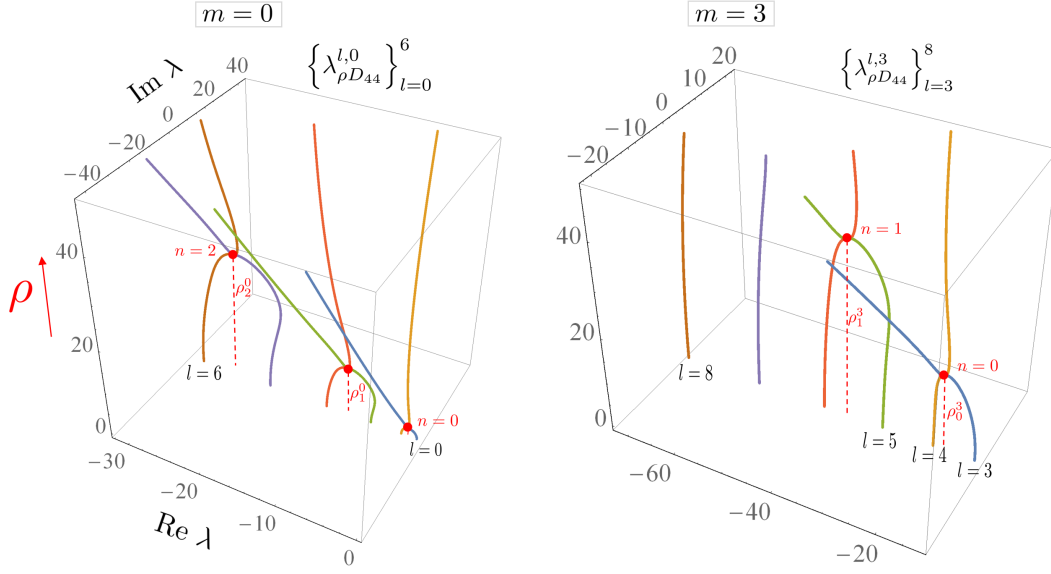 m = 0
{λ^{l,0}_{ρD_{44}}}^6_{l=0}
Im λ
40
20
0
−20
−40
40
20
0
ρ
n = 2
ρ^0_2
ρ^0_1
n = 0
l = 6
l = 0
−30
−20
−10
0
Re λ
m = 3
{λ^{l,3}_{ρD_{44}}}^8_{l=3}
20
10
0
−10
−20
40
20
0
n = 1
ρ^3_1
n = 0
ρ^3_0
l = 8
l = 5
l = 4
l = 3
−60
−40
−20